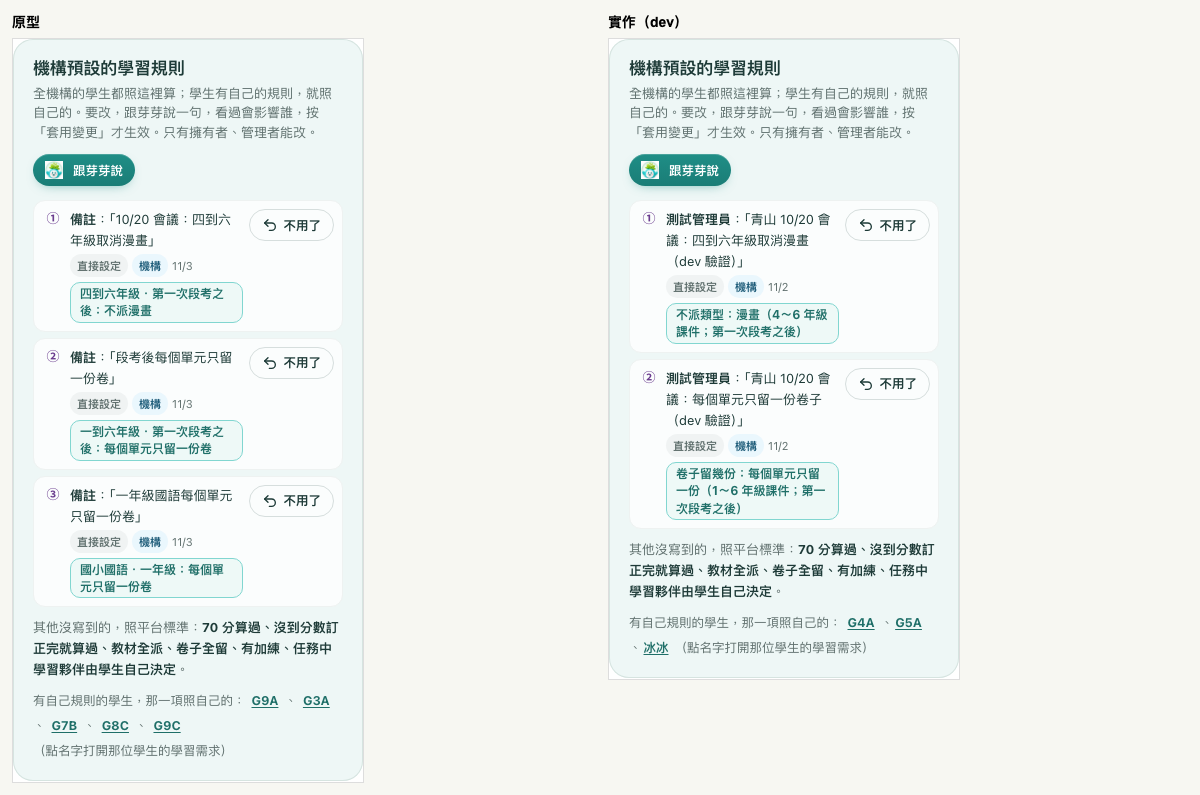 原型
機構預設的學習規則
全機構的學生都照這裡算；學生有自己的規則，就照
自己的。要改，跟芽芽說一句，看過會影響誰，按
「套用變更」才生效。只有擁有者、管理者能改。
跟芽芽說
① 備註：「10/20 會議：四到六
年級取消漫畫」
不用了
直接設定 機構 11/3
四到六年級 · 第一次段考之
後：不派漫畫
② 備註：「段考後每個單元只留
一份卷」
不用了
直接設定 機構 11/3
一到六年級 · 第一次段考之
後：每個單元只留一份卷
③ 備註：「一年級國語每個單元
只留一份卷」
不用了
直接設定 機構 11/3
國小國語 · 一年級：每個單
元只留一份卷
其他沒寫到的，照平台標準：70 分算過、沒到分數訂
正完就算過、教材全派、卷子全留、有加練、任務中
學習夥伴由學生自己決定。
有自己規則的學生，那一項照自己的： G9A 、 G3A
、 G7B 、 G8C 、 G9C
（點名字打開那位學生的學習需求）
實作（dev）
機構預設的學習規則
全機構的學生都照這裡算；學生有自己的規則，就照
自己的。要改，跟芽芽說一句，看過會影響誰，按
「套用變更」才生效。只有擁有者、管理者能改。
跟芽芽說
① 測試管理員：「青山 10/20 會
議：四到六年級取消漫畫
（dev 驗證）」
不用了
直接設定 機構 11/2
不派類型：漫畫（4～6 年級
課件；第一次段考之後）
② 測試管理員：「青山 10/20 會
議：每個單元只留一份卷子
（dev 驗證）」
不用了
直接設定 機構 11/2
卷子留幾份：每個單元只留
一份（1～6 年級課件；第一
次段考之後）
其他沒寫到的，照平台標準：70 分算過、沒到分數訂
正完就算過、教材全派、卷子全留、有加練、任務中
學習夥伴由學生自己決定。
有自己規則的學生，那一項照自己的： G4A 、G5A
、冰冰 （點名字打開那位學生的學習需求）